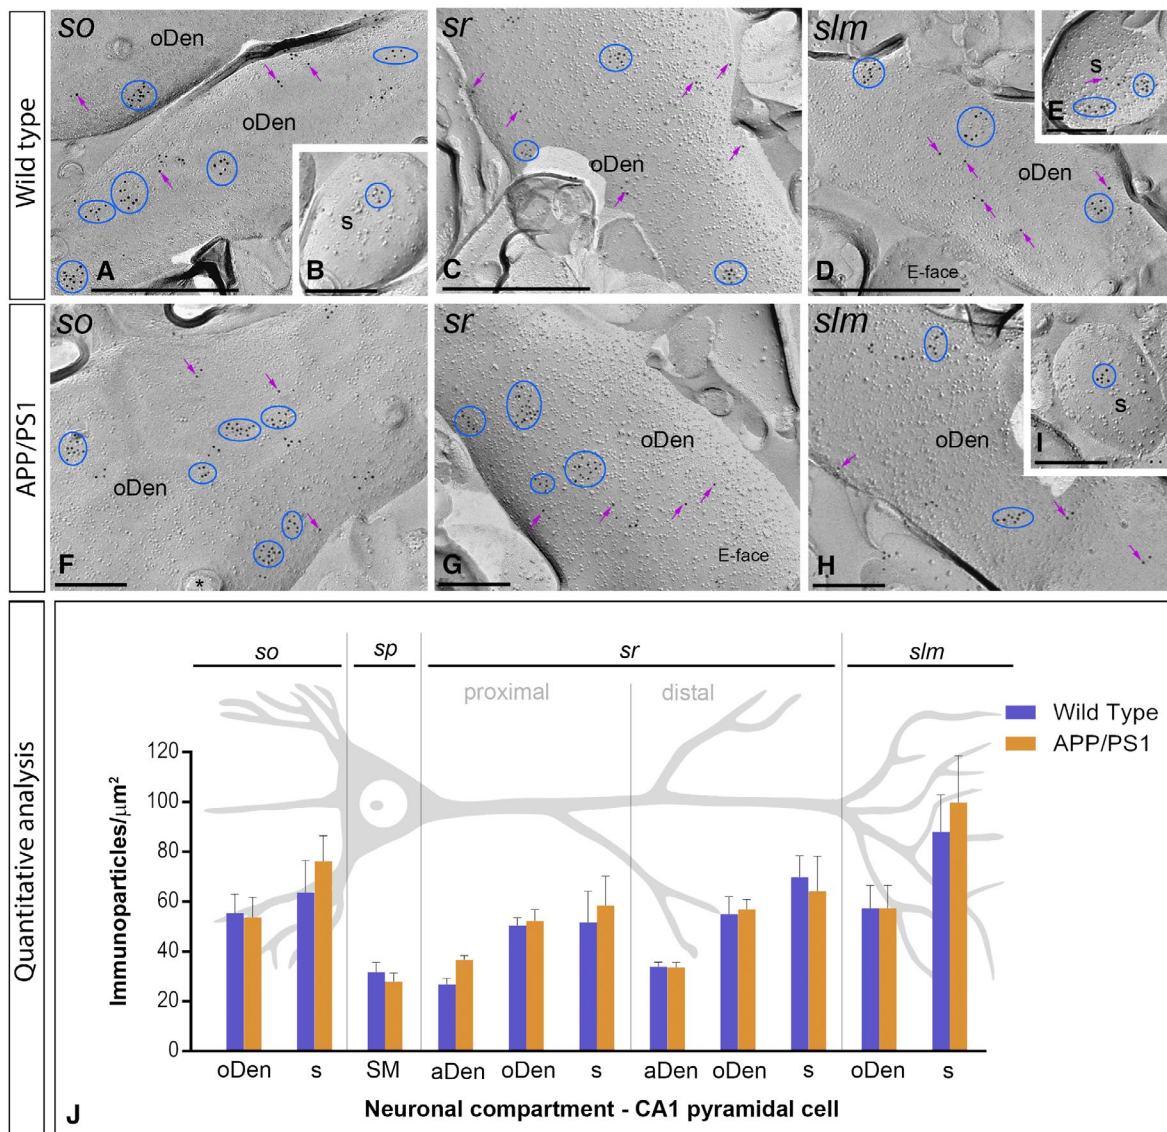 Wild type
so
oDen
oDen
A
s
B
sr
oDen
C
slm
oDen
E-face
D
s
E
APP/PS1
so
oDen
*
F
sr
oDen
E-face
G
slm
oDen
H
s
I
Quantitative analysis
so sp sr slm
proximal distal
Wild Type
APP/PS1
Immunoparticles/µm²
120
100
80
60
40
20
0
oDen s SM aDen oDen s aDen oDen s oDen s
J
Neuronal compartment - CA1 pyramidal cell